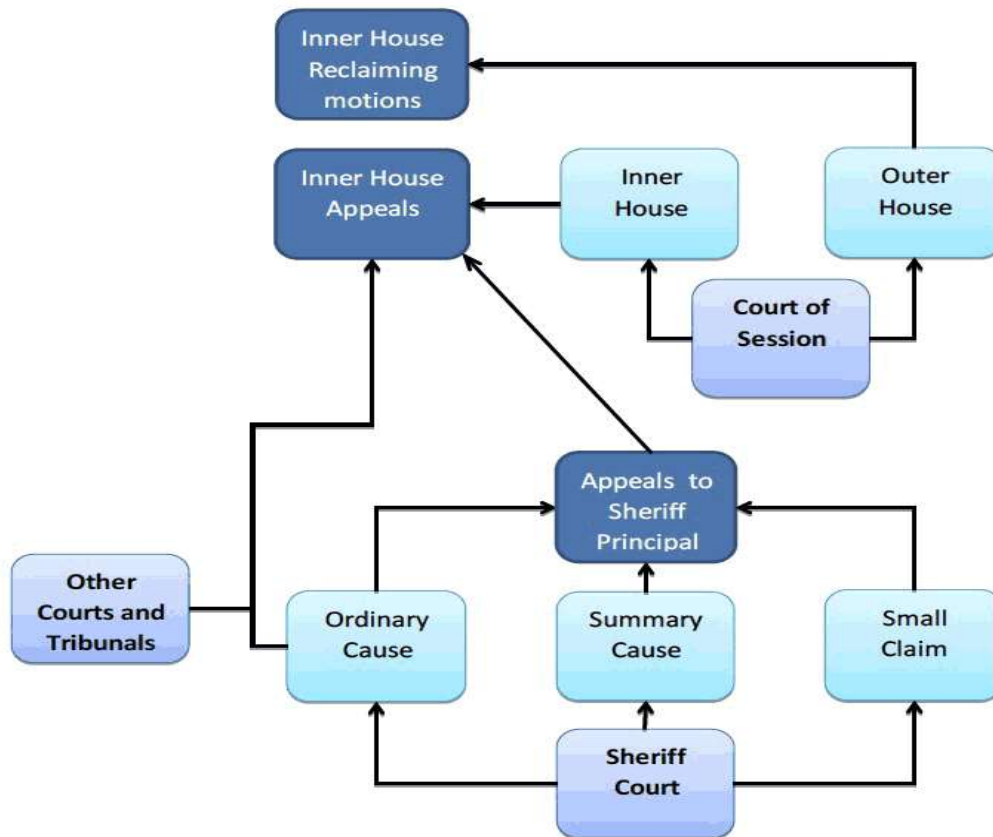 Inner House
Reclaiming
motions
Inner House
Appeals
Inner
House
Outer
House
Court of
Session
Appeals to
Sheriff
Principal
Other
Courts and
Tribunals
Ordinary
Cause
Summary
Cause
Small
Claim
Sheriff
Court